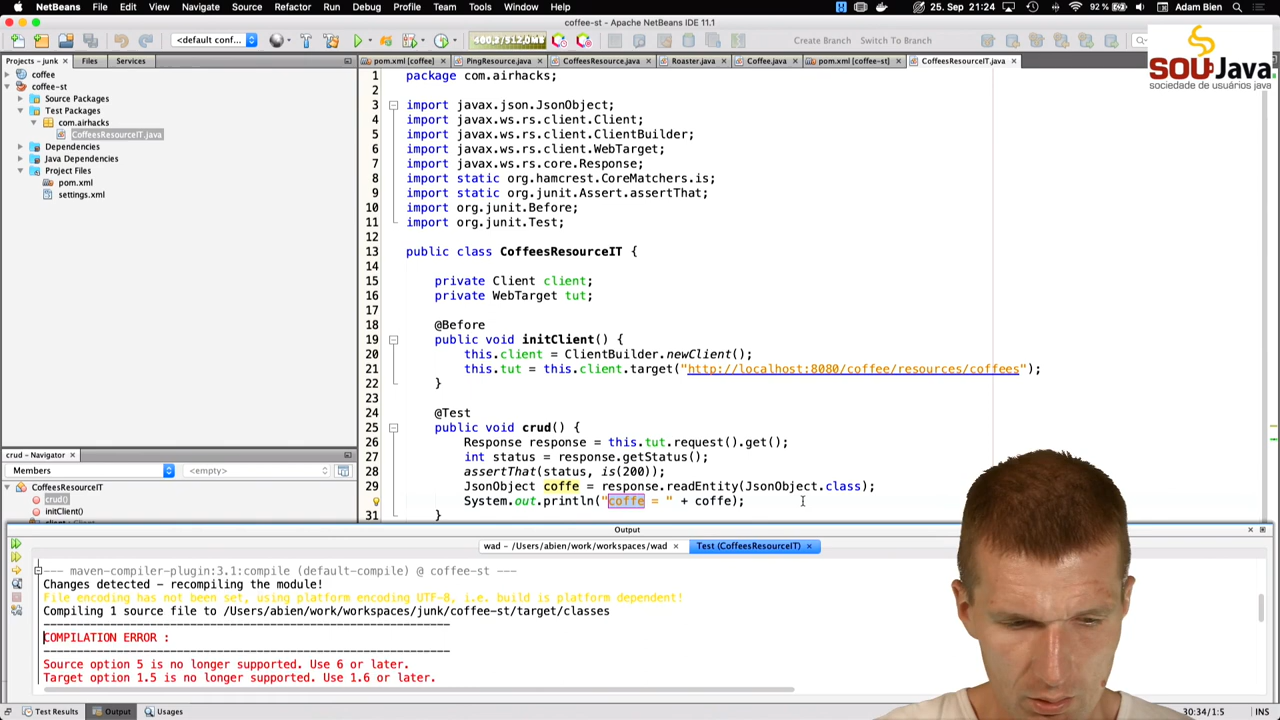 NetBeans File Edit View Navigate Source Refactor Run Debug Profile Team Tools Window Help
25. Sep 21:24 92% Adam Bien
coffee-st - Apache NetBeans IDE 11.1
<default conf...
400,2/512,0MB
Create Branch Switch To Branch
SOUJava
sociedade de usuários java
Projects - junk × Files Services
pom.xml [coffee] × PingResource.java × CoffeesResource.java × Roaster.java × Coffee.java × pom.xml [coffee-st] × CoffeesResourceIT.java ×
coffee
coffee-st
Source Packages
Test Packages
com.airhacks
CoffeesResourceIT.java
Dependencies
Java Dependencies
Project Files
pom.xml
settings.xml
1 package com.airhacks;
2
3 import javax.json.JsonObject;
4 import javax.ws.rs.client.Client;
5 import javax.ws.rs.client.ClientBuilder;
6 import javax.ws.rs.client.WebTarget;
7 import javax.ws.rs.core.Response;
8 import static org.hamcrest.CoreMatchers.is;
9 import static org.junit.Assert.assertThat;
10 import org.junit.Before;
11 import org.junit.Test;
12
13 public class CoffeesResourceIT {
14
15 private Client client;
16 private WebTarget tut;
17
18 @Before
19 public void initClient() {
20 this.client = ClientBuilder.newClient();
21 this.tut = this.client.target("http://localhost:8080/coffee/resources/coffees");
22 }
23
24 @Test
25 public void crud() {
26 Response response = this.tut.request().get();
27 int status = response.getStatus();
28 assertThat(status, is(200));
29 JsonObject coffe = response.readEntity(JsonObject.class);
System.out.println("coffe = " + coffe);
31 }
crud - Navigator ×
Members <empty>
CoffeesResourceIT
crud()
initClient()
Output
wad - /Users/abien/work/workspaces/wad × Test (CoffeesResourceIT) ×
--- maven-compiler-plugin:3.1:compile (default-compile) @ coffee-st ---
Changes detected - recompiling the module!
File encoding has not been set, using platform encoding UTF-8, i.e. build is platform dependent!
Compiling 1 source file to /Users/abien/work/workspaces/junk/coffee-st/target/classes
COMPILATION ERROR :
Source option 5 is no longer supported. Use 6 or later.
Target option 1.5 is no longer supported. Use 1.6 or later.
Test Results Output Usages
30:34/1:5 INS